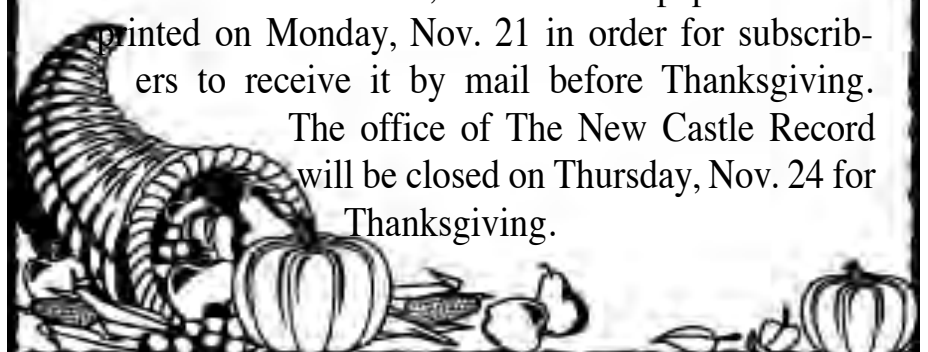 printed on Monday, Nov. 21 in order for subscrib-
ers to receive it by mail before Thanksgiving.
The office of The New Castle Record
will be closed on Thursday, Nov. 24 for
Thanksgiving.